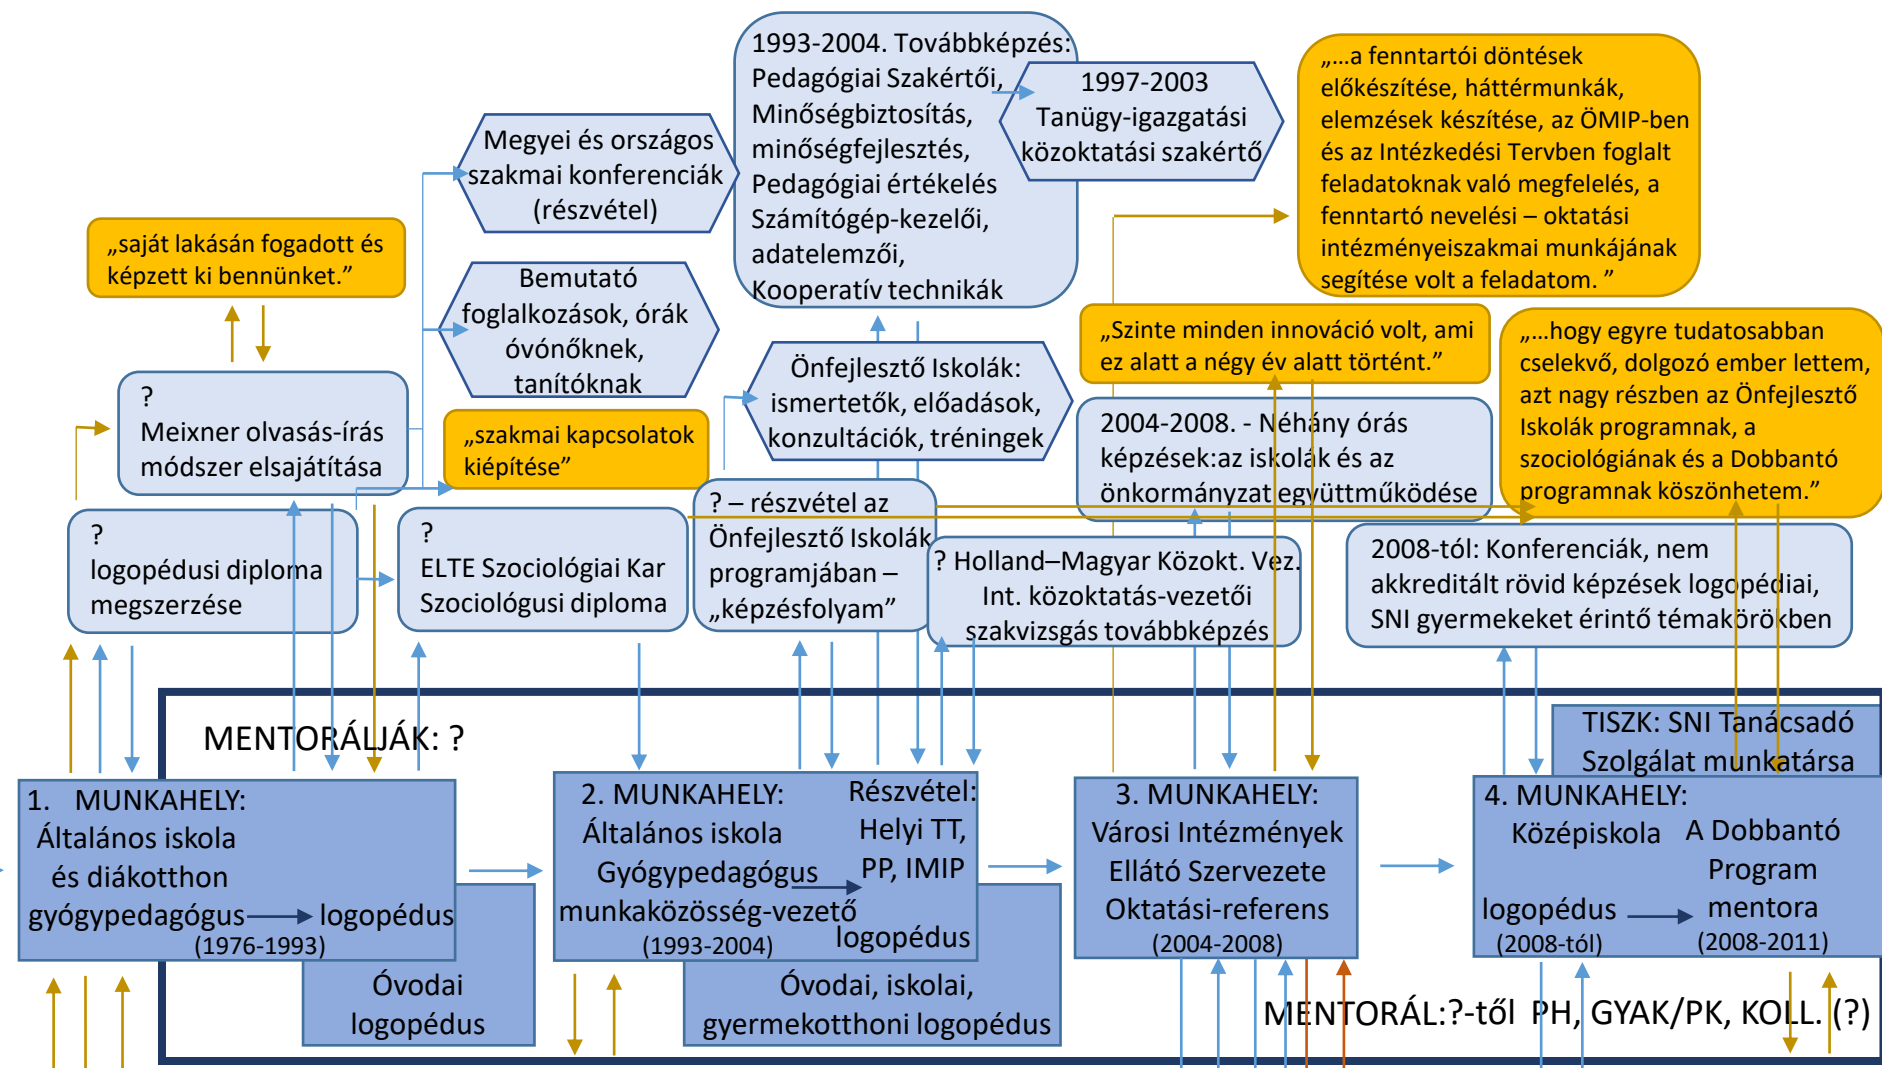 1993-2004. Továbbképzés:
Pedagógiai Szakértői,
Minőségbiztosítás,
minőségfejlesztés,
Pedagógiai értékelés
Számítógép-kezelői,
adatelemzői,
Kooperatív technikák
1997-2003
Tanügy-igazgatási
közoktatási szakértő
„…a fenntartói döntések
előkészítése, háttérmunkák,
elemzések készítése, az ÖMIP-ben
és az Intézkedési Tervben foglalt
feladatoknak való megfelelés, a
fenntartó nevelési – oktatási
intézményeiszakmai munkájának
segítése volt a feladatom. ”
Megyei és országos
szakmai konferenciák
(részvétel)
„saját lakásán fogadott és
képzett ki bennünket.”
Bemutató
foglalkozások, órák
óvónőknek,
tanítóknak
Önfejlesztő Iskolák:
ismertetők, előadások,
konzultációk, tréningek
„Szinte minden innováció volt, ami
ez alatt a négy év alatt történt.”
„…hogy egyre tudatosabban
cselekvő, dolgozó ember lettem,
azt nagy részben az Önfejlesztő
Iskolák programnak, a
szociológiának és a Dobbantó
programnak köszönhetem.”
?
Meixner olvasás-írás
módszer elsajátítása
„szakmai kapcsolatok
kiépítése”
2004-2008. - Néhány órás
képzések:az iskolák és az
önkormányzat együttműködése
?
logopédusi diploma
megszerzése
?
ELTE Szociológiai Kar
Szociológusi diploma
? – részvétel az
Önfejlesztő Iskolák
programjában –
„képzésfolyam”
? Holland–Magyar Közokt. Vez.
Int. közoktatás-vezetői
szakvizsgás továbbképzés
2008-tól: Konferenciák, nem
akkreditált rövid képzések logopédiai,
SNI gyermekeket érintő témakörökben
MENTORÁLJÁK: ?
TISZK: SNI Tanácsadó
Szolgálat munkatársa
1. MUNKAHELY:
Általános iskola
és diákotthon
gyógypedagógus
logopédus
(1976-1993)
Óvodai
logopédus
2. MUNKAHELY:
Általános iskola
Gyógypedagógus
munkaközösség-vezető
(1993-2004)
Részvétel:
Helyi TT,
PP, IMIP
logopédus
Óvodai, iskolai,
gyermekotthoni logopédus
3. MUNKAHELY:
Városi Intézmények
Ellátó Szervezete
Oktatási-referens
(2004-2008)
4. MUNKAHELY:
Középiskola
logopédus
(2008-tól)
A Dobbantó
Program
mentora
(2008-2011)
MENTORÁL:?-től PH, GYAK/PK, KOLL. (?)